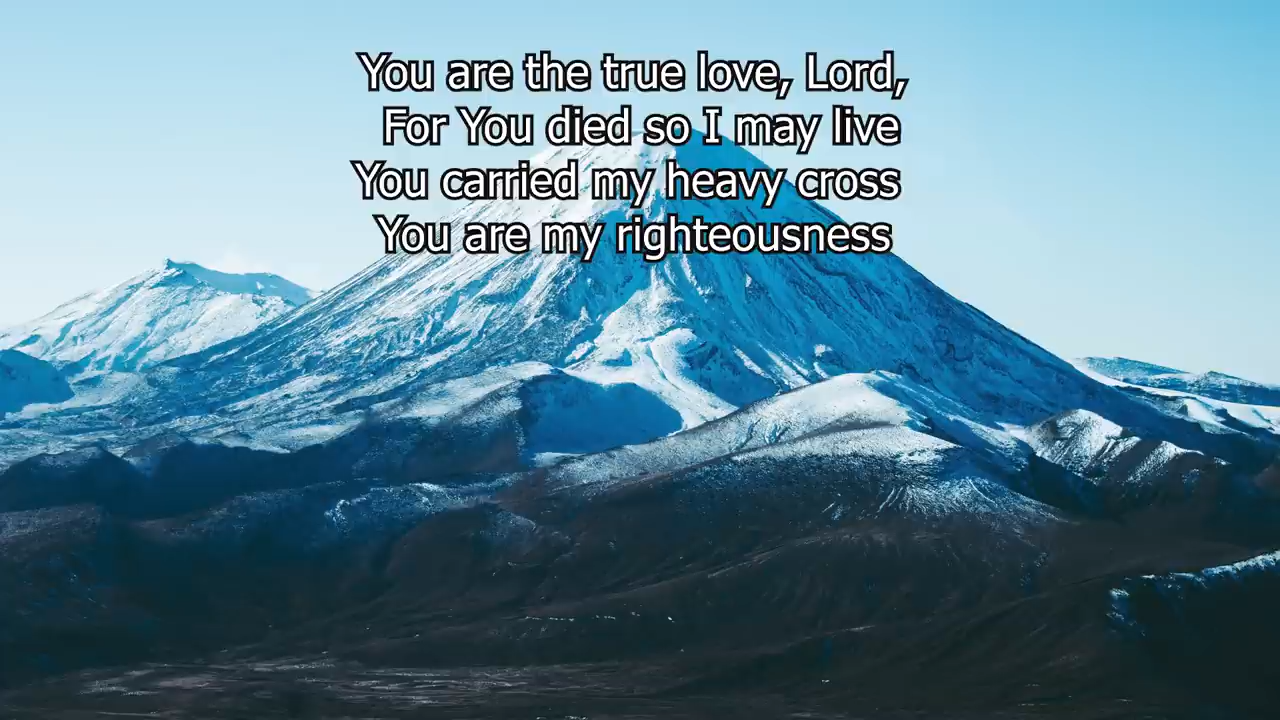 You are the true love, Lord,
For You died so I may live
You carried my heavy cross
You are my righteousness